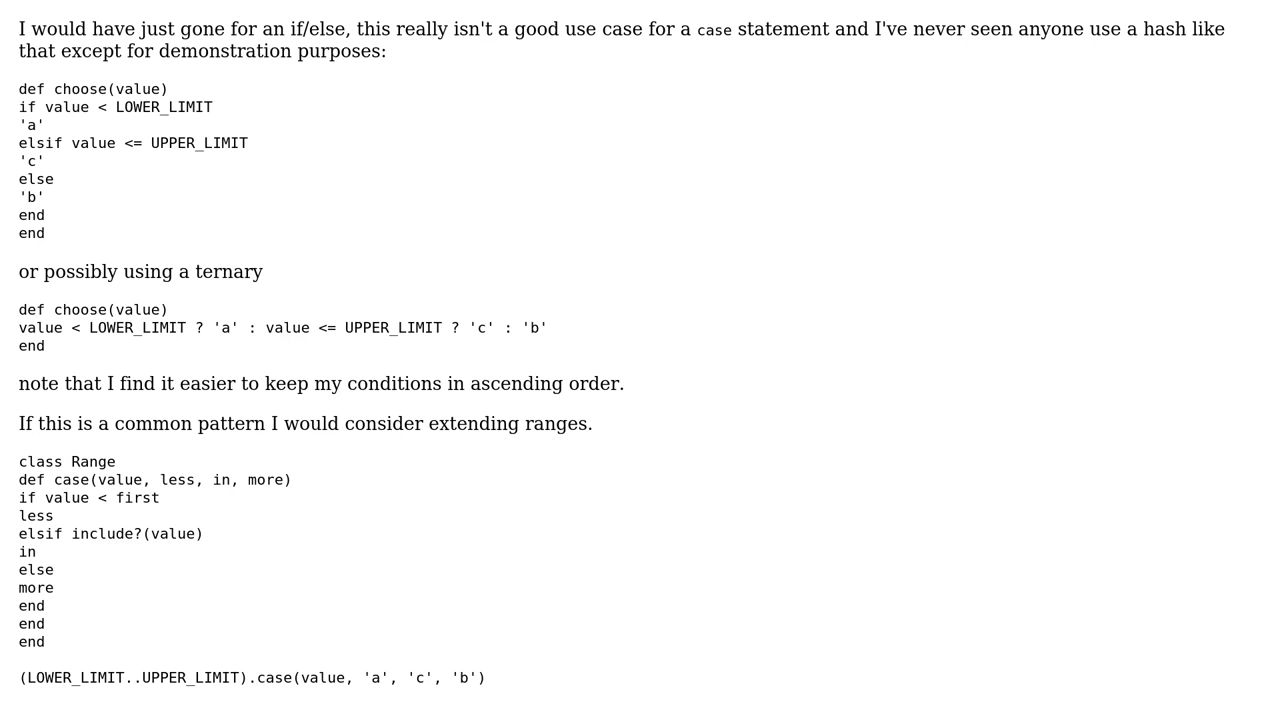 I would have just gone for an if/else, this really isn't a good use case for a case statement and I've never seen anyone use a hash like
that except for demonstration purposes:
def choose(value)
if value < LOWER_LIMIT
'a'
elsif value <= UPPER_LIMIT
'c'
else
'b'
end
end
or possibly using a ternary
def choose(value)
value < LOWER_LIMIT ? 'a' : value <= UPPER_LIMIT ? 'c' : 'b'
end
note that I find it easier to keep my conditions in ascending order.
If this is a common pattern I would consider extending ranges.
class Range
def case(value, less, in, more)
if value < first
less
elsif include?(value)
in
else
more
end
end
end
(LOWER_LIMIT..UPPER_LIMIT).case(value, 'a', 'c', 'b')